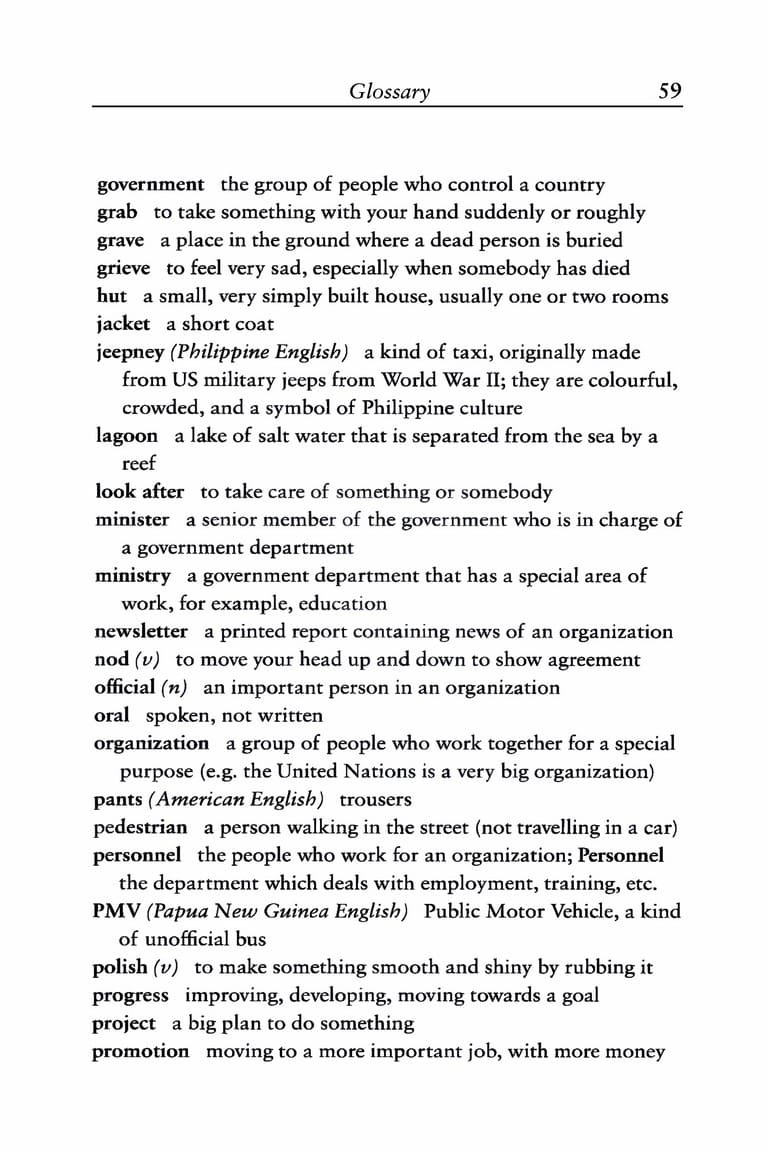 Glossary 59
government the group of people who control a country
grab to take something with your hand suddenly or roughly
grave a place in the ground where a dead person is buried
grieve to feel very sad, especially when somebody has died
hut a small, very simply built house, usually one or two rooms
jacket a short coat
jeepney (Philippine English) a kind of taxi, originally made
from US military jeeps from World War II; they are colourful,
crowded, and a symbol of Philippine culture
lagoon a lake of salt water that is separated from the sea by a
reef
look after to take care of something or somebody
minister a senior member of the government who is in charge of
a government department
ministry a government department that has a special area of
work, for example, education
newsletter a printed report containing news of an organization
nod (v) to move your head up and down to show agreement
official (n) an important person in an organization
oral spoken, not written
organization a group of people who work together for a special
purpose (e.g. the United Nations is a very big organization)
pants (American English) trousers
pedestrian a person walking in the street (not travelling in a car)
personnel the people who work for an organization; Personnel
the department which deals with employment, training, etc.
PMV (Papua New Guinea English) Public Motor Vehicle, a kind
of unofficial bus
polish (v) to make something smooth and shiny by rubbing it
progress improving, developing, moving towards a goal
project a big plan to do something
promotion moving to a more important job, with more money